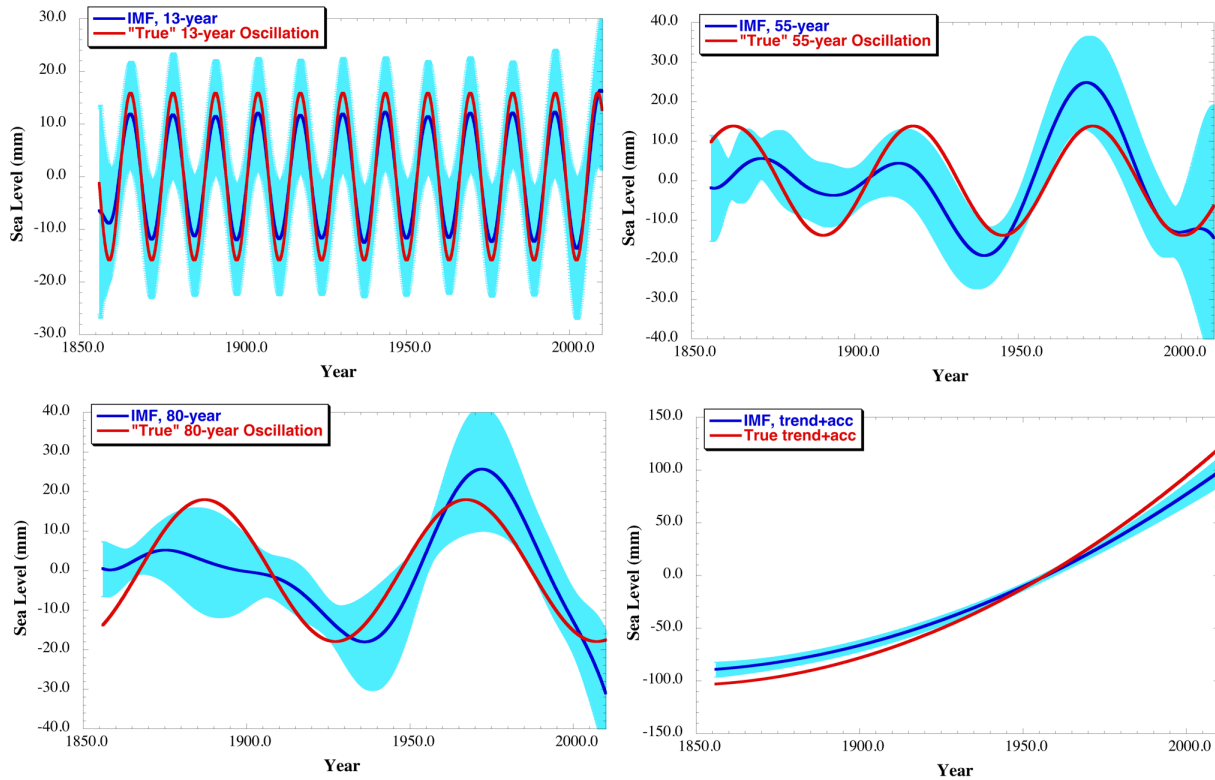 IMF, 13-year
"True" 13-year Oscillation
30.0
20.0
10.0
0.0
-10.0
-20.0
-30.0
Sea Level (mm)
1850.0 1900.0 1950.0 2000.0
Year
IMF, 55-year
"True" 55-year Oscillation
40.0
30.0
20.0
10.0
0.0
-10.0
-20.0
-30.0
-40.0
Sea Level (mm)
1850.0 1900.0 1950.0 2000.0
Year
IMF, 80-year
"True" 80-year Oscillation
40.0
30.0
20.0
10.0
0.0
-10.0
-20.0
-30.0
-40.0
Sea Level (mm)
1850.0 1900.0 1950.0 2000.0
Year
IMF, trend+acc
True trend+acc
150.0
100.0
50.0
0.0
-50.0
-100.0
-150.0
Sea Level (mm)
1850.0 1900.0 1950.0 2000.0
Year